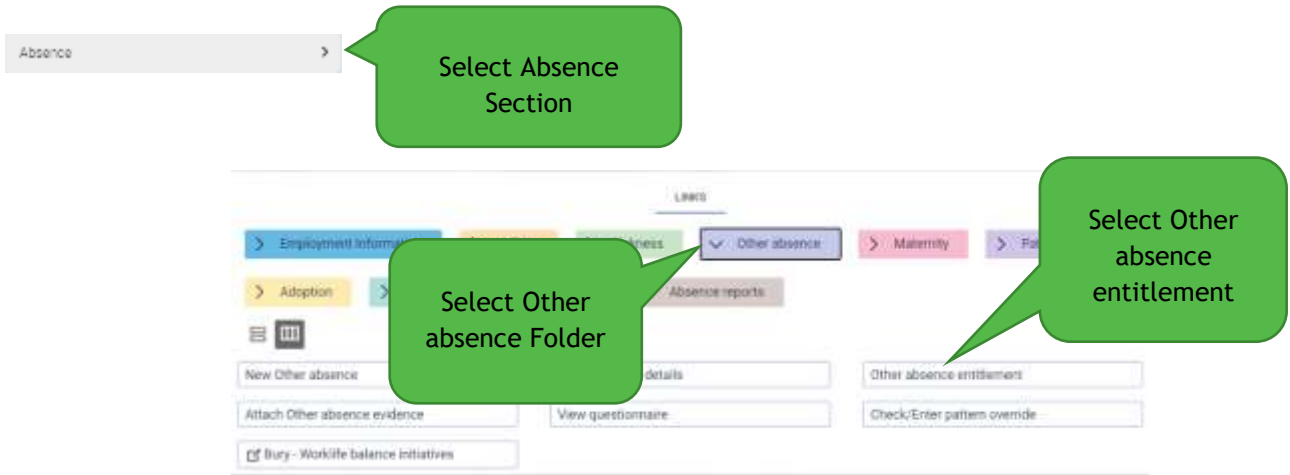 Absence
Select Absence
Section
LINKS
Employment Informat
ness
Other absence
Maternity
Adoption
Absence reports
Select Other
absence Folder
Select Other
absence
entitlement
New Other absence
details
Other absence entitlement
Attach Other absence evidence
View questionnaire
Check/Enter pattern override
Bury - Worklife balance initiatives